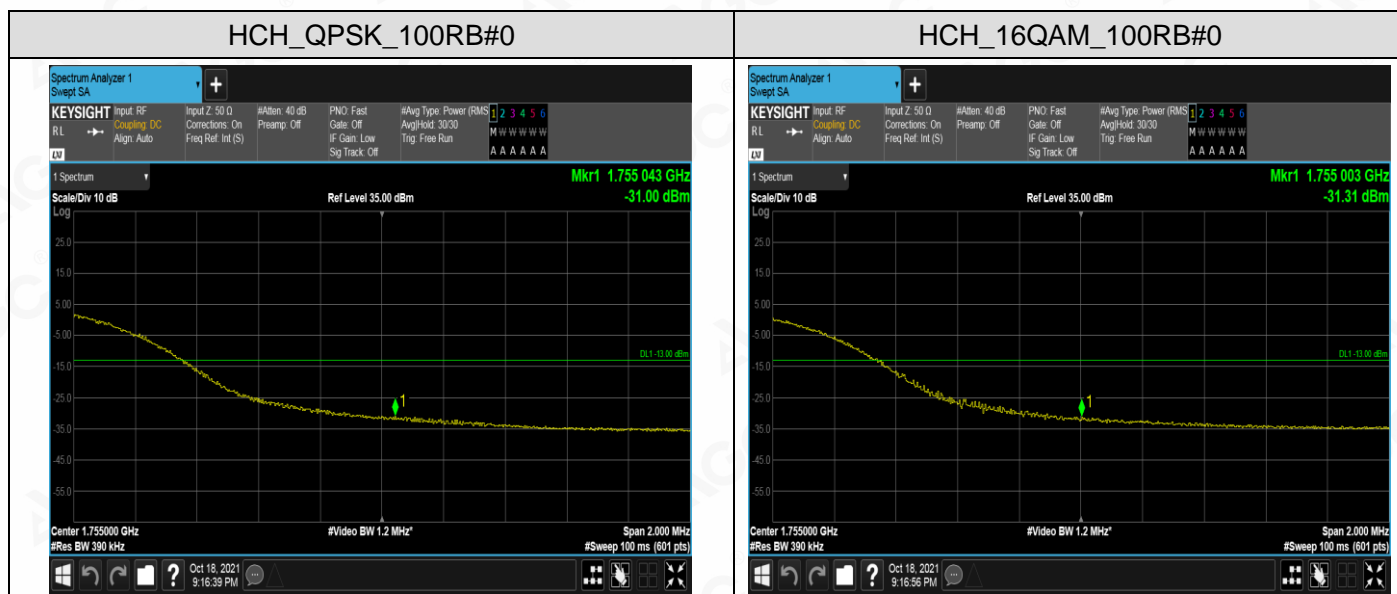 HCH_QPSK_100RB#0
HCH_16QAM_100RB#0
Spectrum Analyzer 1
Swept SA
+
KEYSIGHT
RL
LXI
Input: RF
Coupling: DC
Align: Auto
Input Z: 50 Ω
Corrections: On
Freq Ref: Int (S)
#Atten: 40 dB
Preamp: Off
PNO: Fast
Gate: Off
IF Gain: Low
Sig Track: Off
#Avg Type: Power (RMS
Avg|Hold: 30/30
Trig: Free Run
1 2 3 4 5 6
M W W W W W
A A A A A A
1 Spectrum
Scale/Div 10 dB
Ref Level 35.00 dBm
Mkr1 1.755 043 GHz
-31.00 dBm
Log
25.0
15.0
5.00
-5.00
-15.0
-25.0
-35.0
-45.0
-55.0
DL1 -13.00 dBm
1
Center 1.755000 GHz
#Video BW 1.2 MHz*
Span 2.000 MHz
#Res BW 390 kHz
#Sweep 100 ms (601 pts)
?
Oct 18, 2021
9:16:39 PM
Spectrum Analyzer 1
Swept SA
+
KEYSIGHT
RL
LXI
Input: RF
Coupling: DC
Align: Auto
Input Z: 50 Ω
Corrections: On
Freq Ref: Int (S)
#Atten: 40 dB
Preamp: Off
PNO: Fast
Gate: Off
IF Gain: Low
Sig Track: Off
#Avg Type: Power (RMS
Avg|Hold: 30/30
Trig: Free Run
1 2 3 4 5 6
M W W W W W
A A A A A A
1 Spectrum
Scale/Div 10 dB
Ref Level 35.00 dBm
Mkr1 1.755 003 GHz
-31.31 dBm
Log
25.0
15.0
5.00
-5.00
-15.0
-25.0
-35.0
-45.0
-55.0
DL1 -13.00 dBm
1
Center 1.755000 GHz
#Video BW 1.2 MHz*
Span 2.000 MHz
#Res BW 390 kHz
#Sweep 100 ms (601 pts)
?
Oct 18, 2021
9:16:56 PM